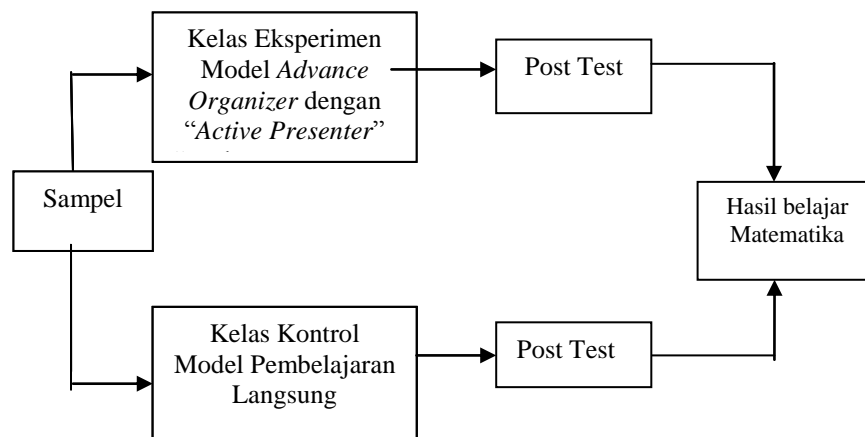 Kelas Eksperimen
Model Advance
Organizer dengan
“Active Presenter”
Post Test
Sampel
Hasil belajar
Matematika
Kelas Kontrol
Model Pembelajaran
Langsung
Post Test